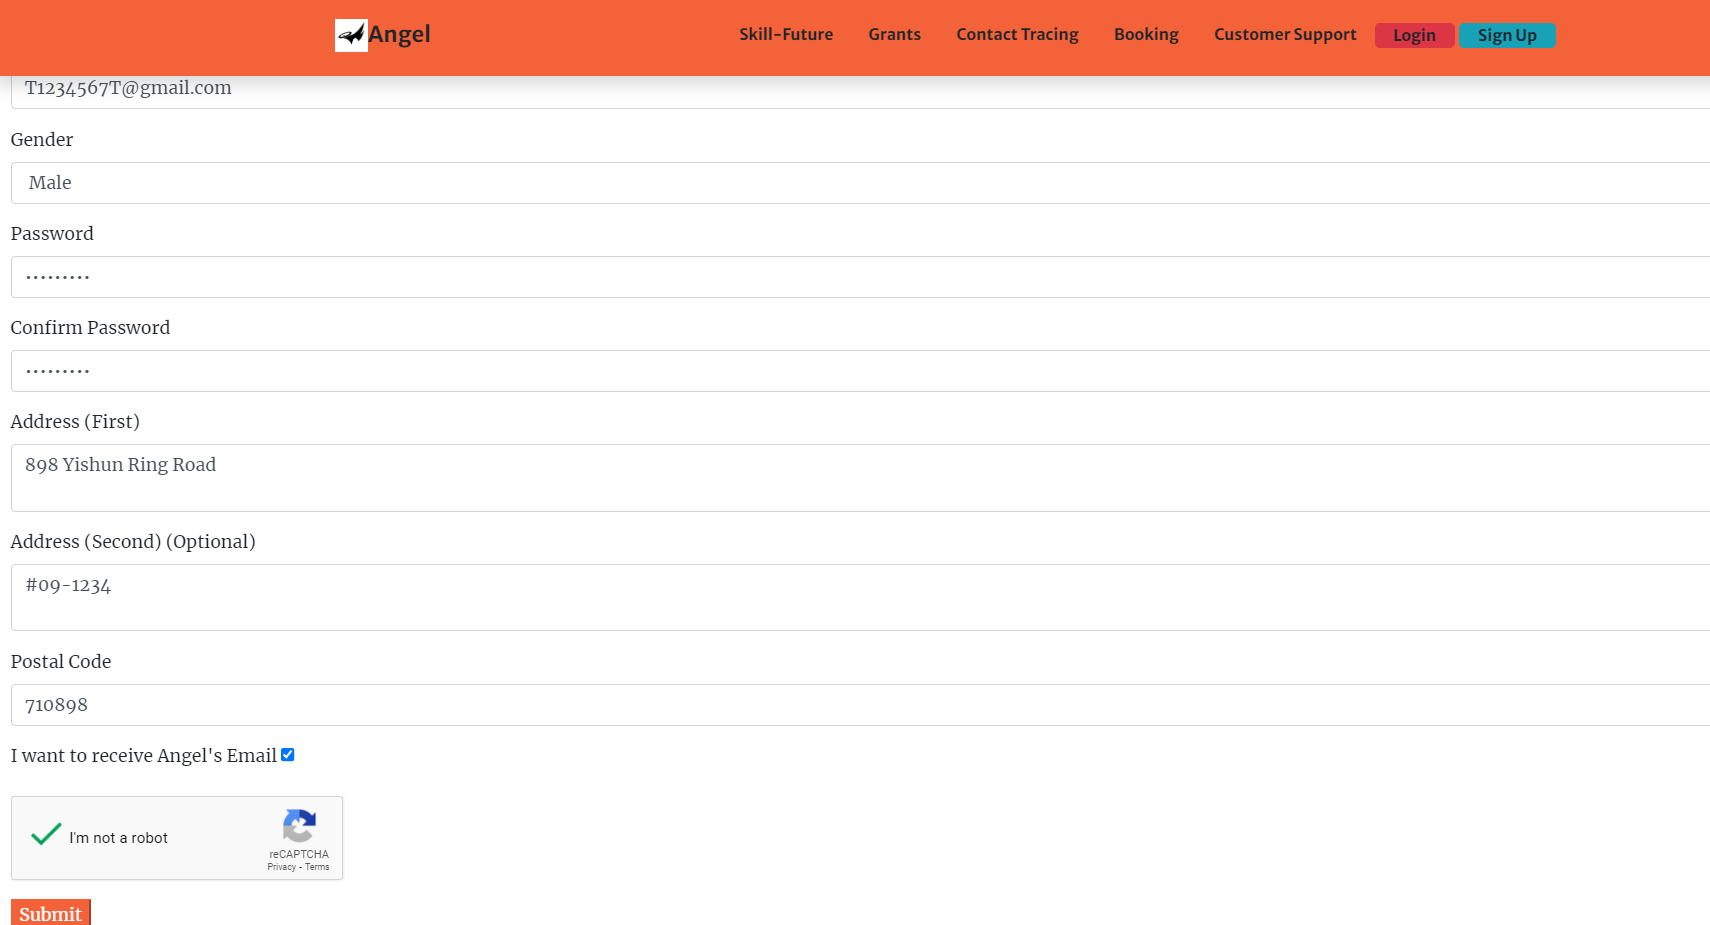 Angel
Skill-Future Grants Contact Tracing Booking Customer Support Login Sign Up
T1234567T@gmail.com
Gender
Male
Password
•••••••••
Confirm Password
•••••••••
Address (First)
898 Yishun Ring Road
Address (Second) (Optional)
#09-1234
Postal Code
710898
I want to receive Angel's Email
I'm not a robot
reCAPTCHA
Privacy - Terms
Submit